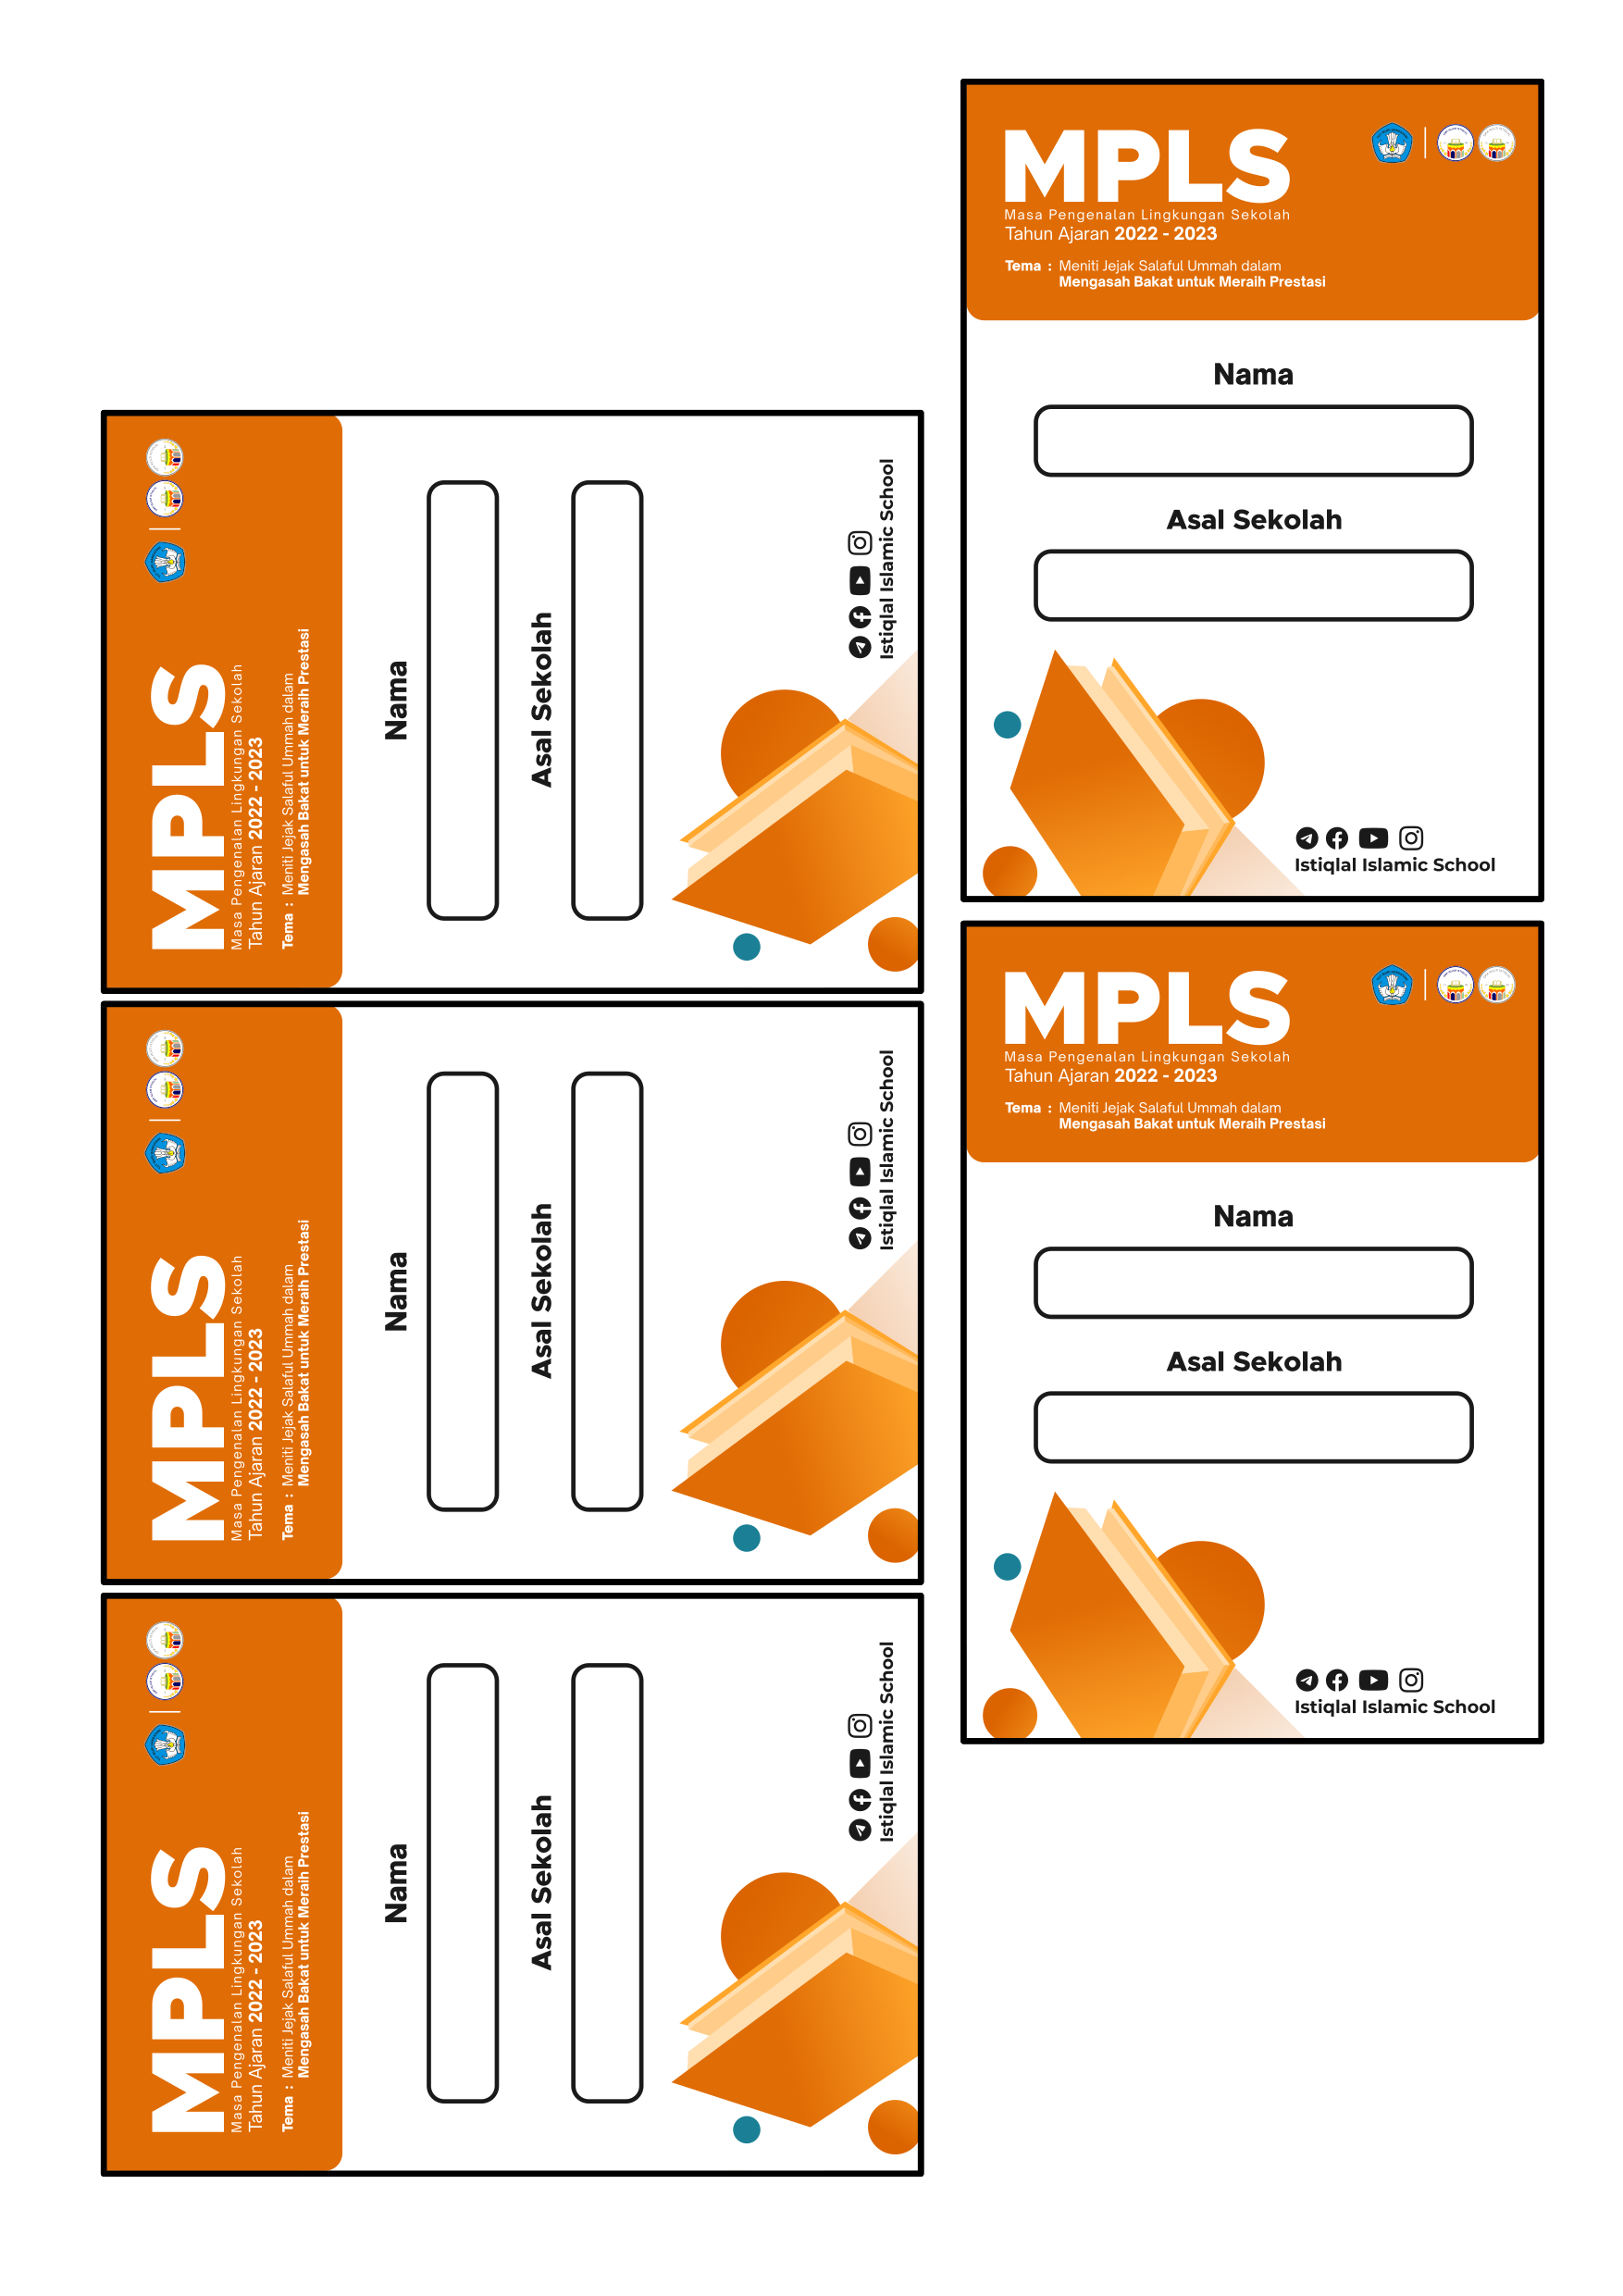 MPLS
Masa Pengenalan Lingkungan Sekolah
Tahun Ajaran 2022 - 2023
Tema : Meniti Jejak Salaful Ummah dalam
Mengasah Bakat untuk Meraih Prestasi
Nama
Asal Sekolah
Istiqlal Islamic School
MPLS
Masa Pengenalan Lingkungan Sekolah
Tahun Ajaran 2022 - 2023
Tema : Meniti Jejak Salaful Ummah dalam
Mengasah Bakat untuk Meraih Prestasi
Nama
Asal Sekolah
Istiqlal Islamic School
MPLS
Masa Pengenalan Lingkungan Sekolah
Tahun Ajaran 2022 - 2023
Tema : Meniti Jejak Salaful Ummah dalam
Mengasah Bakat untuk Meraih Prestasi
Nama
Asal Sekolah
Istiqlal Islamic School
MPLS
Masa Pengenalan Lingkungan Sekolah
Tahun Ajaran 2022 - 2023
Tema : Meniti Jejak Salaful Ummah dalam
Mengasah Bakat untuk Meraih Prestasi
Nama
Asal Sekolah
Istiqlal Islamic School
MPLS
Masa Pengenalan Lingkungan Sekolah
Tahun Ajaran 2022 - 2023
Tema : Meniti Jejak Salaful Ummah dalam
Mengasah Bakat untuk Meraih Prestasi
Nama
Asal Sekolah
Istiqlal Islamic School